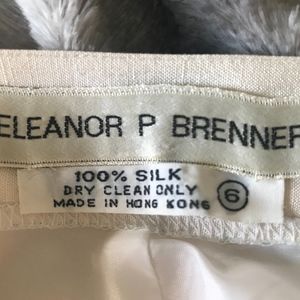 ELEANOR P BRENNER
100% SILK
DRY CLEAN ONLY
MADE IN HONG KONG
6